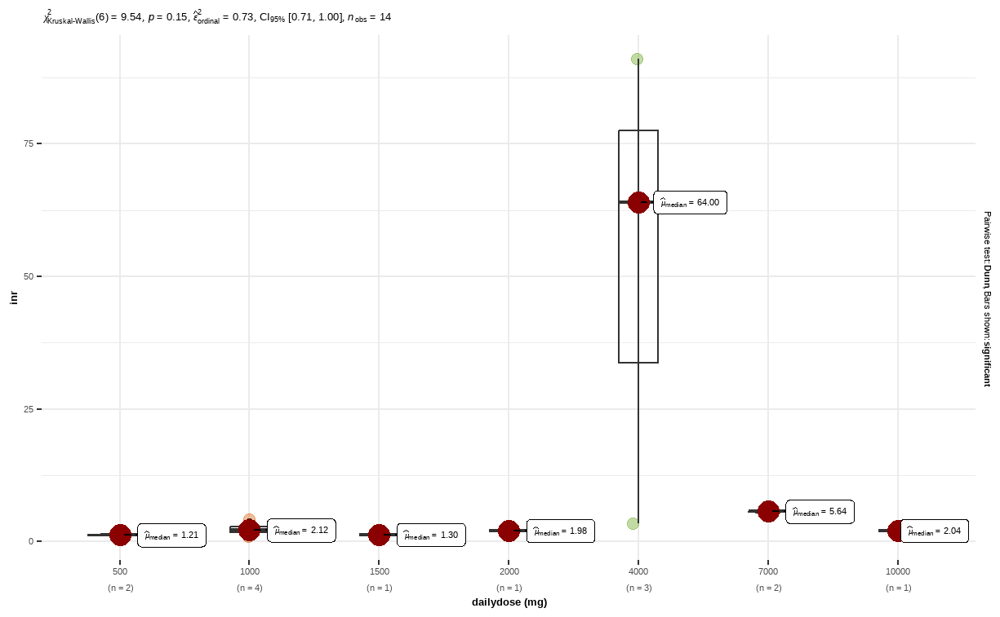 χ²Kruskal-Wallis(6) = 9.54, p = 0.15, ε̂²ordinal = 0.73, CI95% [0.71, 1.00], nobs = 14
75
50
25
0
inr
μ̂median = 1.21
μ̂median = 2.12
μ̂median = 1.30
μ̂median = 1.98
μ̂median = 64.00
μ̂median = 5.64
μ̂median = 2.04
500
(n = 2)
1000
(n = 4)
1500
(n = 1)
2000
(n = 1)
4000
(n = 3)
7000
(n = 2)
10000
(n = 1)
dailydose (mg)
Pairwise test: Dunn, Bars shown: significant